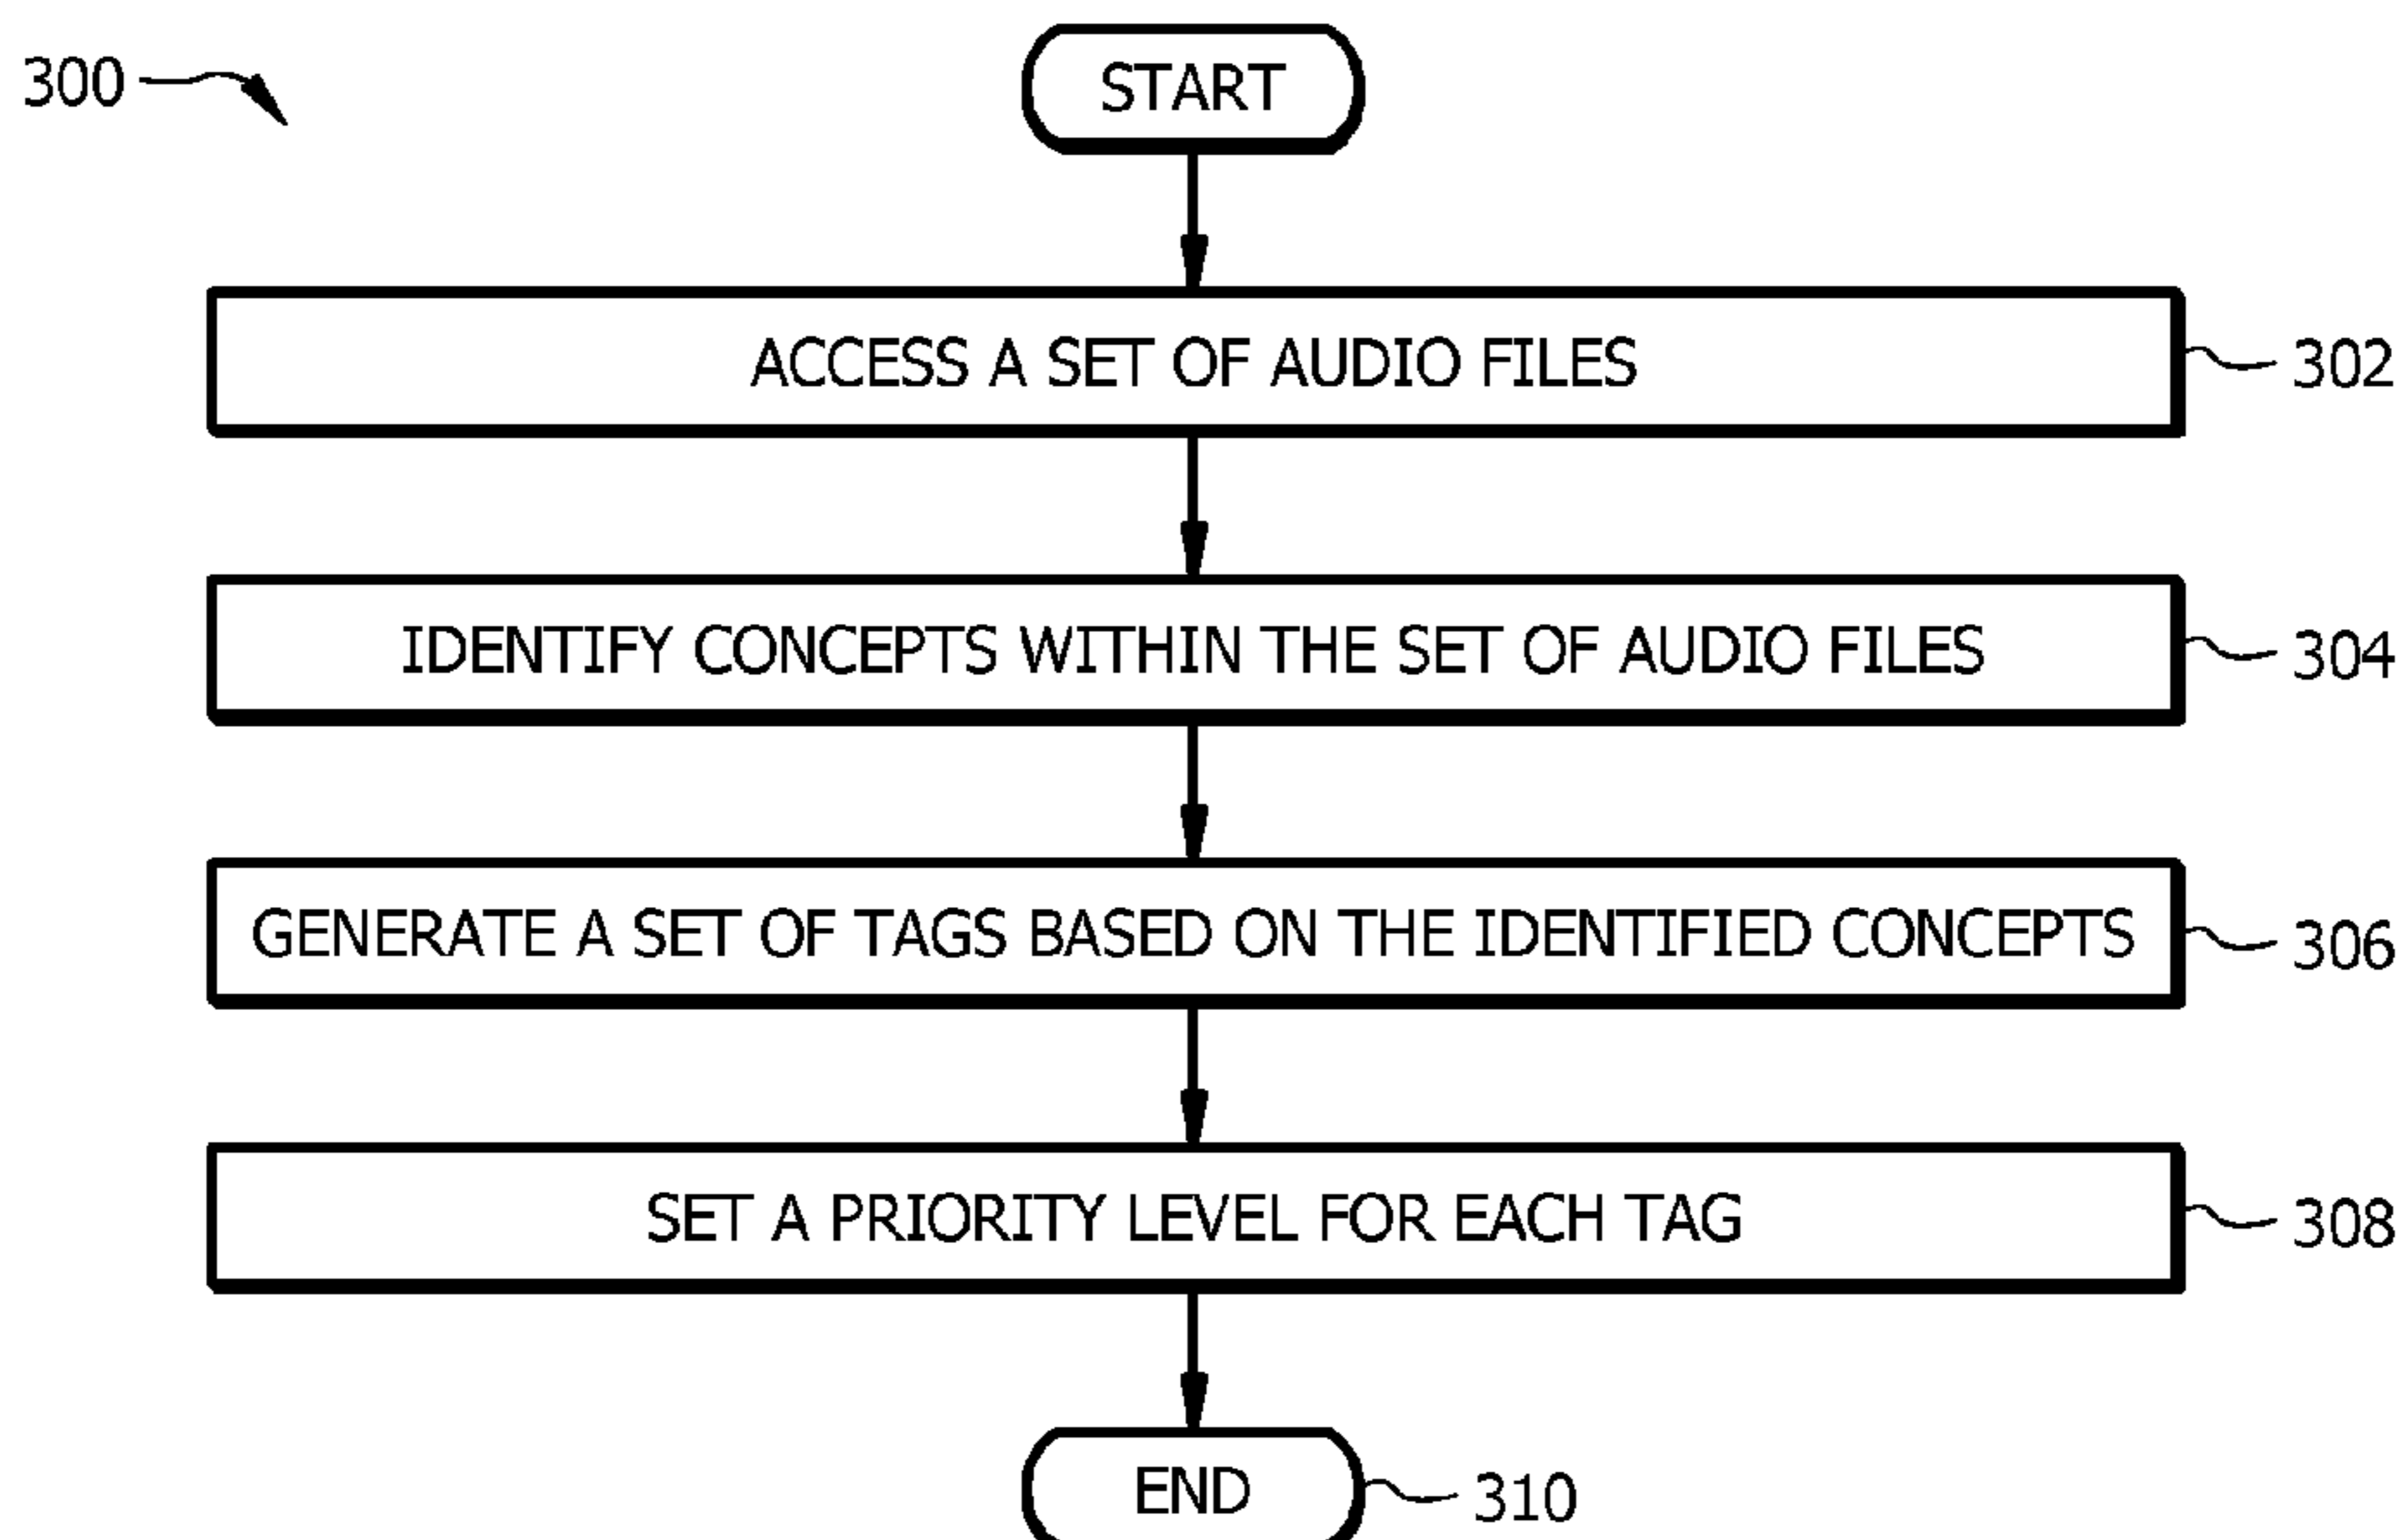 300
START
ACCESS A SET OF AUDIO FILES
302
IDENTIFY CONCEPTS WITHIN THE SET OF AUDIO FILES
304
GENERATE A SET OF TAGS BASED ON THE IDENTIFIED CONCEPTS
306
SET A PRIORITY LEVEL FOR EACH TAG
308
END
310